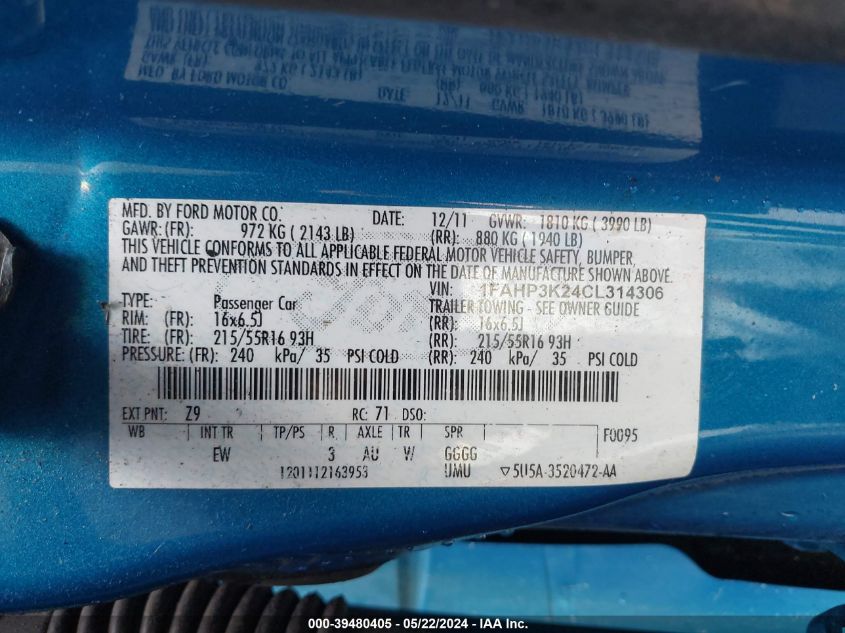 MFD. BY FORD MOTOR CO.
DATE: 12/11 GVWR: 1810 KG ( 3990 LB)
GAWR: (FR): 972 KG ( 2143 LB) (RR): 880 KG ( 1940 LB)
THIS VEHICLE CONFORMS TO ALL APPLICABLE FEDERAL MOTOR VEHICLE SAFETY, BUMPER,
AND THEFT PREVENTION STANDARDS IN EFFECT ON THE DATE OF MANUFACTURE SHOWN ABOVE.
VIN: 1FAHP3K24CL314306
TYPE: Passenger Car TRAILER TOWING - SEE OWNER GUIDE
RIM: (FR): 16x6.5J (RR): 16x6.5J
TIRE: (FR): 215/55R16 93H (RR): 215/55R16 93H
PRESSURE: (FR): 240 kPa/ 35 PSI COLD (RR): 240 kPa/ 35 PSI COLD
EXT PNT: Z9 RC: 71 DSO:
WB INT TR TP/PS R AXLE TR SPR F0095
EW 3 AU W GGGG
1201112163953 UMU ▽5U5A-3520472-AA
000-39480405 - 05/22/2024 - IAA Inc.